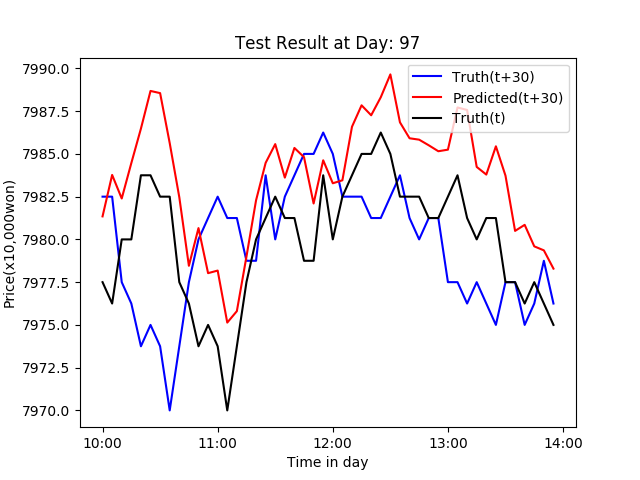 Test Result at Day: 97
Price(x10,000won)
7990.0
7987.5
7985.0
7982.5
7980.0
7977.5
7975.0
7972.5
7970.0
Truth(t+30)
Predicted(t+30)
Truth(t)
10:00 11:00 12:00 13:00 14:00
Time in day